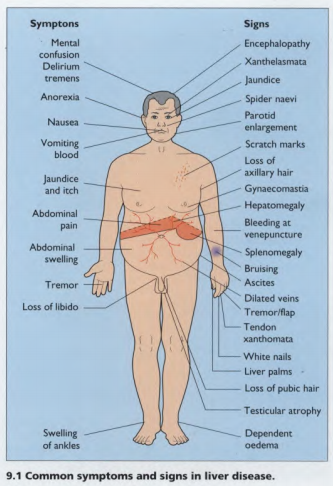 Symptoms
Mental
confusion
Delirium
tremens
Anorexia
Nausea
Vomiting
blood
Jaundice
and itch
Abdominal
pain
Abdominal
swelling
Tremor
Loss of libido
Swelling
of ankles
Signs
Encephalopathy
Xanthelasmata
Jaundice
Spider naevi
Parotid
enlargement
Scratch marks
Loss of
axillary hair
Gynaecomastia
Hepatomegaly
Bleeding at
venepuncture
Splenomegaly
Bruising
Ascites
Dilated veins
Tremor/flap
Tendon
xanthomata
White nails
Liver palms
Loss of pubic hair
Testicular atrophy
Dependent
oedema
9.1 Common symptoms and signs in liver disease.